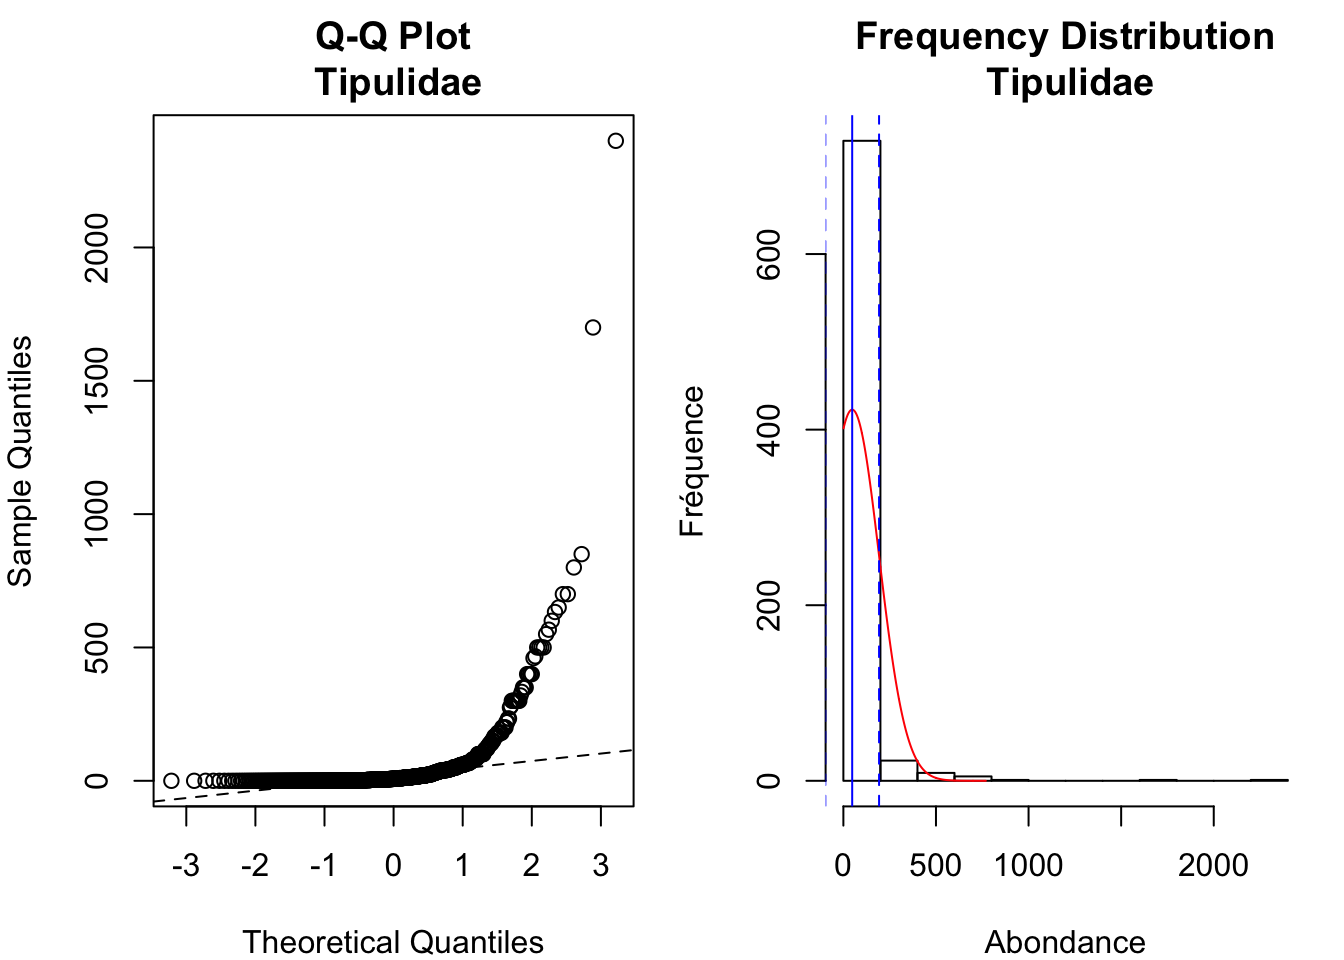 Q-Q Plot
Tipulidae
Sample Quantiles
0
500
1000
1500
2000
-3 -2 -1 0 1 2 3
Theoretical Quantiles
Frequency Distribution
Tipulidae
Fréquence
0
200
400
600
0 500 1000 2000
Abondance